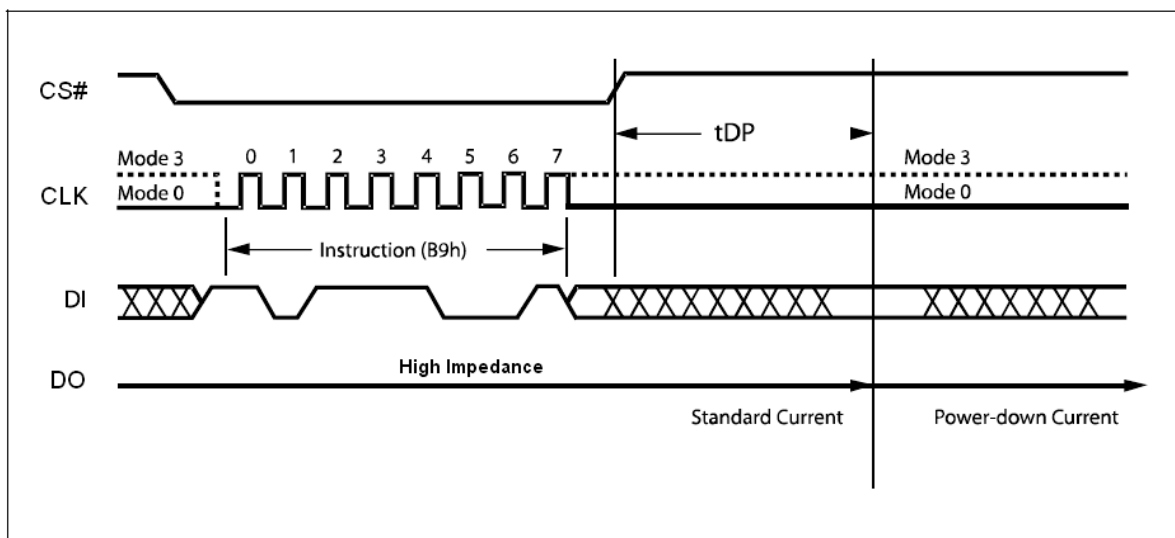 CS#
tDP
Mode 3
0 1 2 3 4 5 6 7
Mode 3
CLK
Mode 0
Mode 0
Instruction (B9h)
DI
High Impedance
DO
Standard Current
Power-down Current